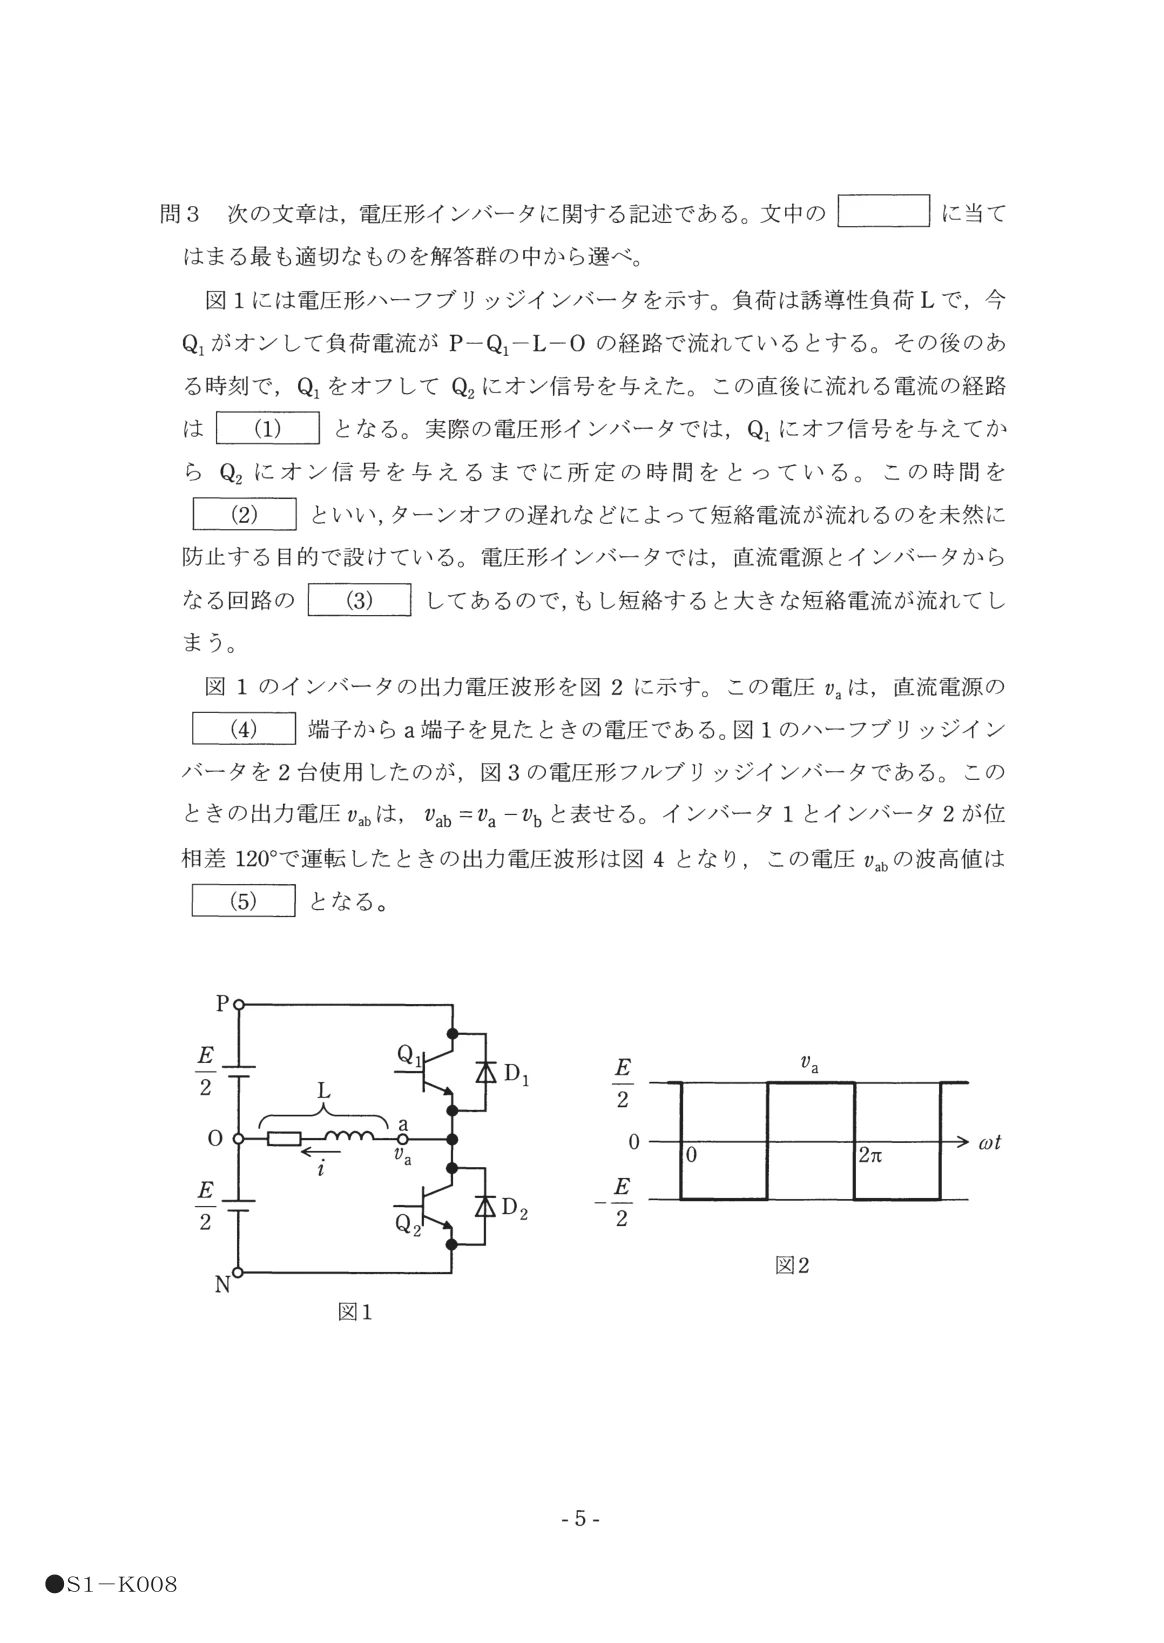 問3 次の文章は，電圧形インバータに関する記述である。文中の に当て
はまる最も適切なものを解答群の中から選べ。
図1には電圧形ハーフブリッジインバータを示す。負荷は誘導性負荷Lで，今
Q1がオンして負荷電流が P−Q1−L−O の経路で流れているとする。その後のあ
る時刻で，Q1 をオフして Q2 にオン信号を与えた。この直後に流れる電流の経路
は (1) となる。実際の電圧形インバータでは，Q1 にオフ信号を与えてか
ら Q2 にオン信号を与えるまでに所定の時間をとっている。この時間を
(2) といい，ターンオフの遅れなどによって短絡電流が流れるのを未然に
防止する目的で設けている。電圧形インバータでは，直流電源とインバータから
なる回路の (3) してあるので，もし短絡すると大きな短絡電流が流れてし
まう。
図 1 のインバータの出力電圧波形を図 2 に示す。この電圧 va は，直流電源の
(4) 端子から a 端子を見たときの電圧である。図1のハーフブリッジイン
バータを2台使用したのが，図3の電圧形フルブリッジインバータである。この
ときの出力電圧 vab は， vab = va − vb と表せる。インバータ1とインバータ2が位
相差 120°で運転したときの出力電圧波形は図 4 となり，この電圧 vab の波高値は
(5) となる。
P
E/2
Q1
D1
L
O
a
va
i
E/2
Q2
D2
N
図1
E/2
va
0
0
2π
ωt
−E/2
図2
- 5 -
●S1−K008